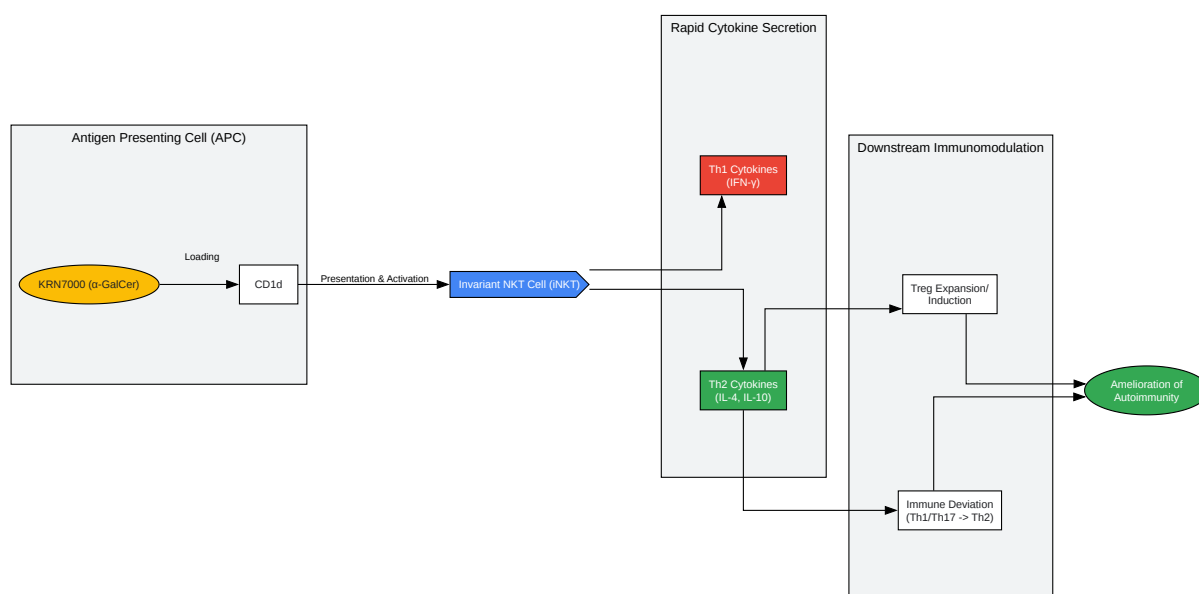 Rapid Cytokine Secretion
Antigen Presenting Cell (APC)
Downstream Immunomodulation
Th1 Cytokines
(IFN-γ)
Loading
KRN7000 (α-GalCer)
CD1d
Presentation & Activation
Invariant NKT Cell (iNKT)
Treg Expansion/
Induction
Th2 Cytokines
(IL-4, IL-10)
Amelioration of
Autoimmunity
Immune Deviation
(Th1/Th17 -> Th2)